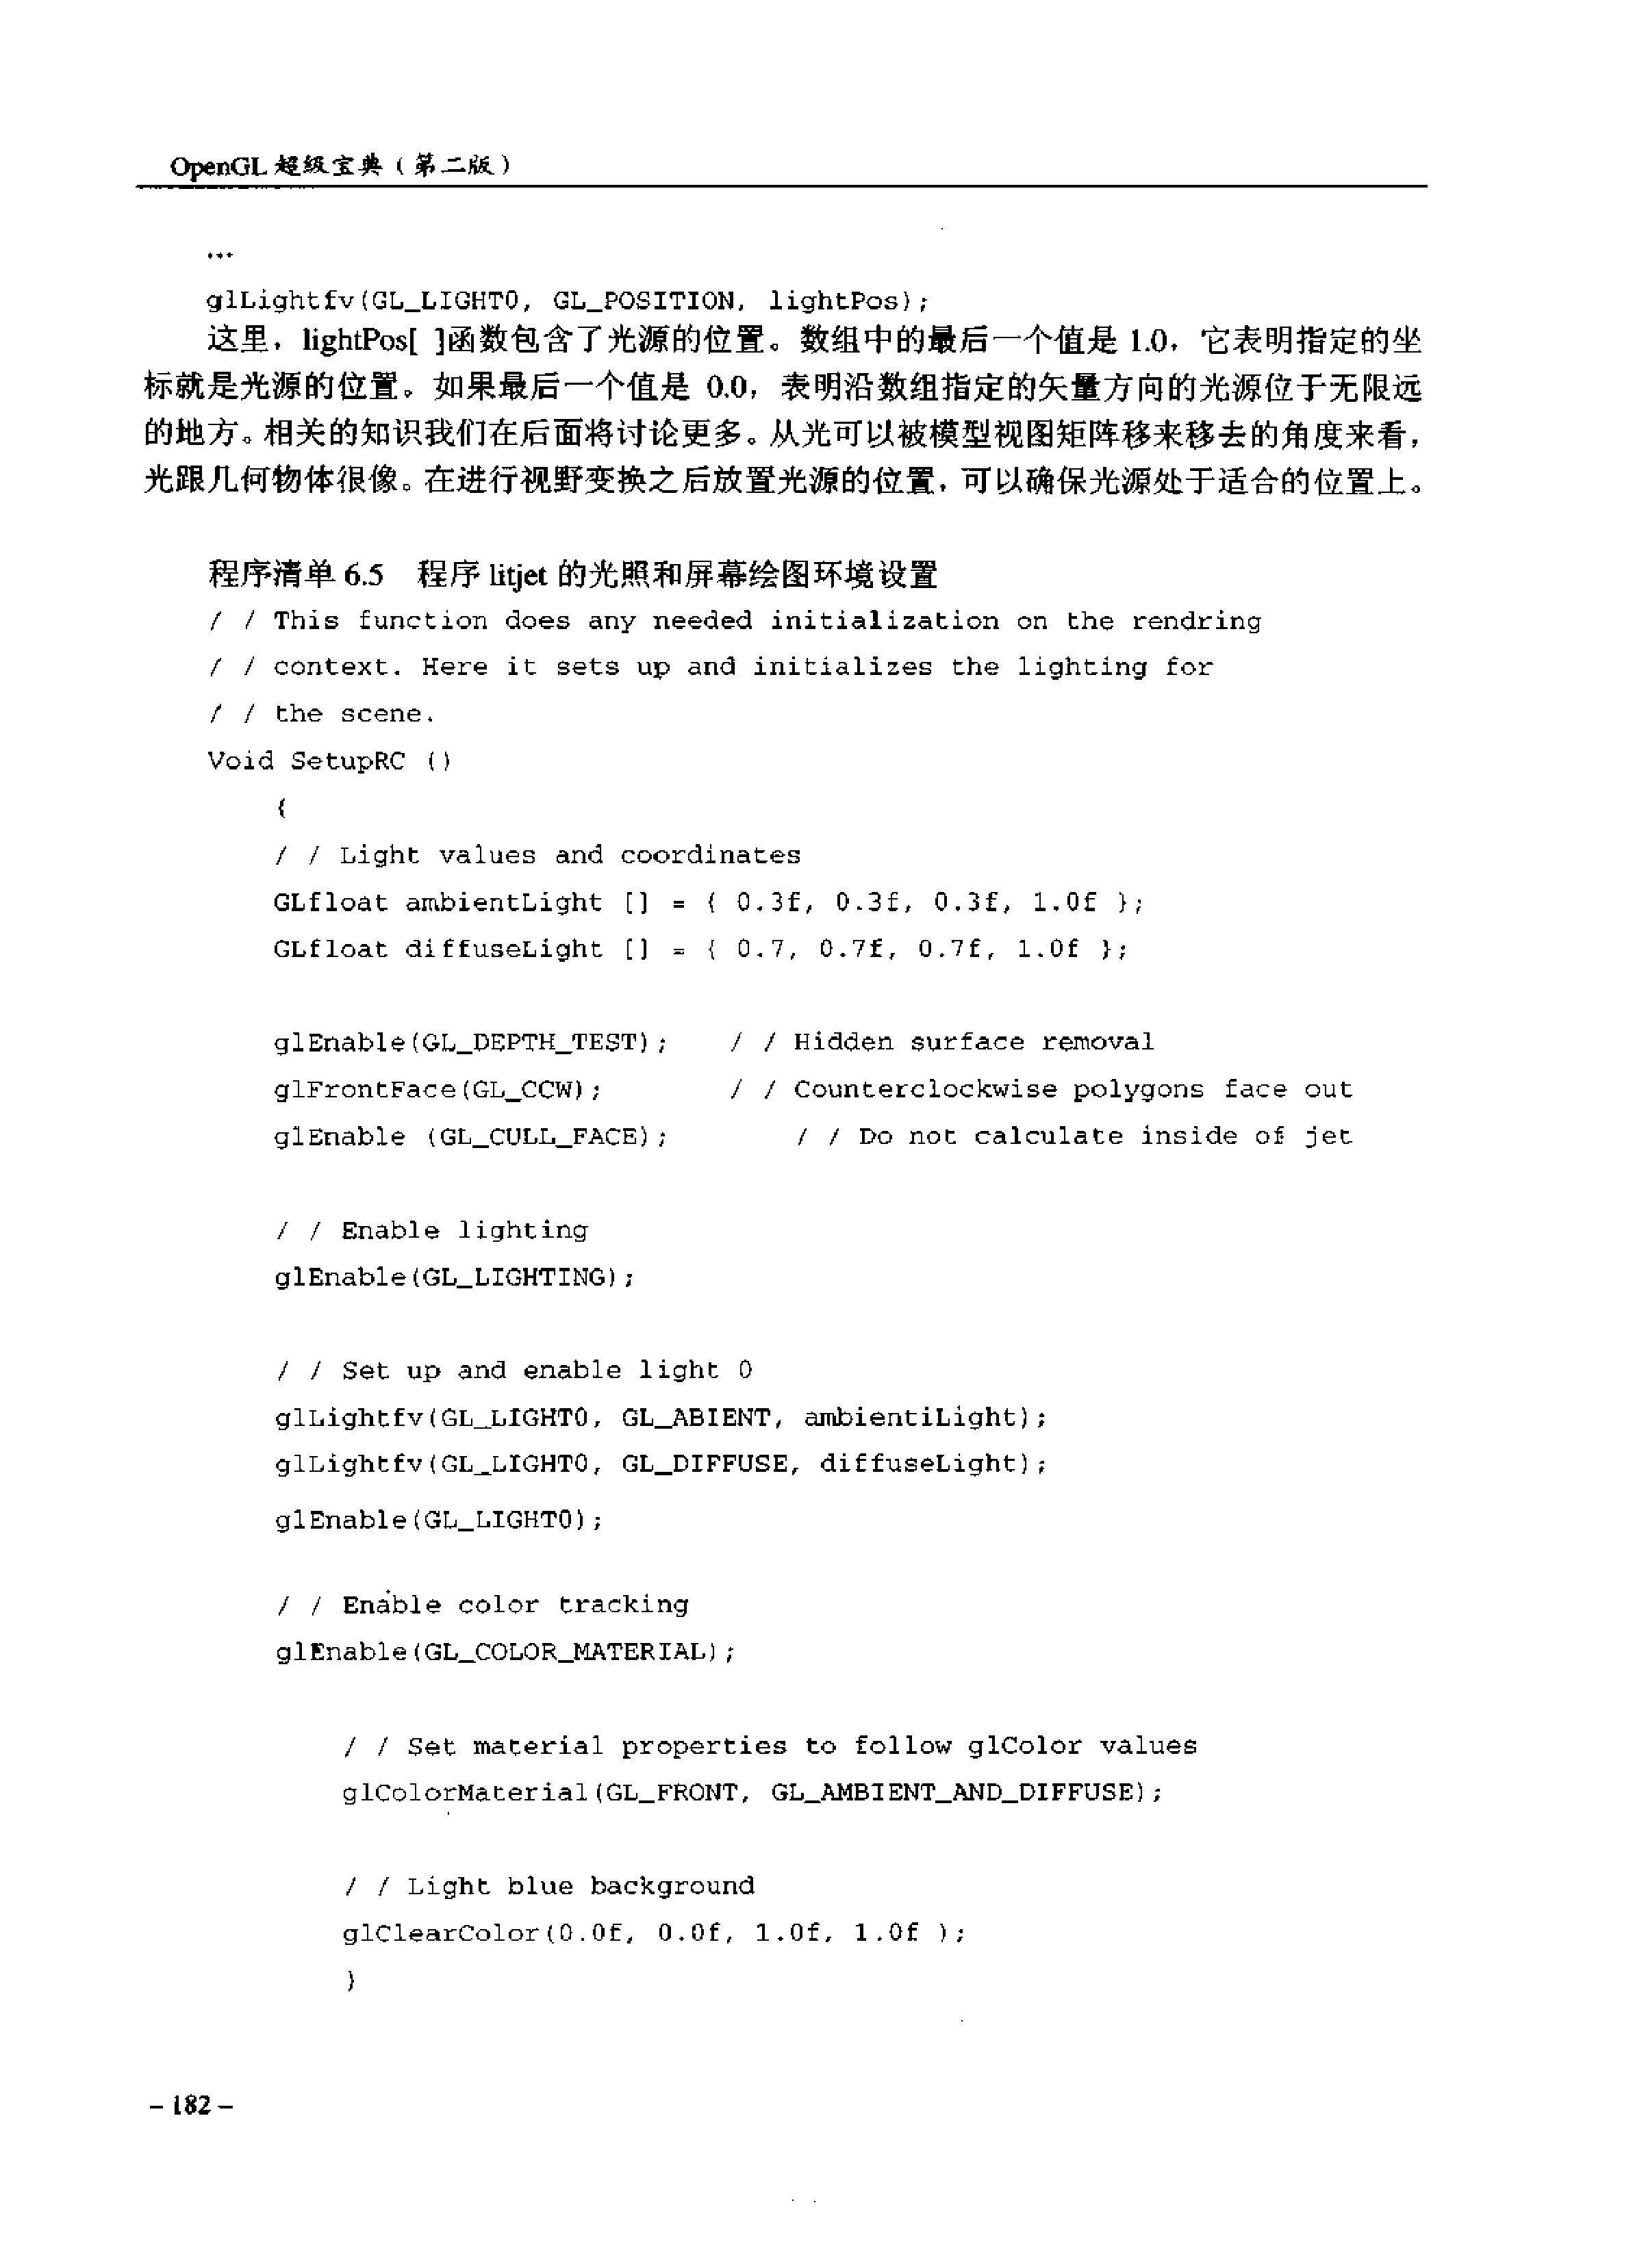 OpenGL 超级宝典（第二版）
…
glLightfv(GL_LIGHT0, GL_POSITION, lightPos);
这里，lightPos[ ]函数包含了光源的位置。数组中的最后一个值是 1.0，它表明指定的坐
标就是光源的位置。如果最后一个值是 0.0，表明沿数组指定的矢量方向的光源位于无限远
的地方。相关的知识我们在后面将讨论更多。从光可以被模型视图矩阵移来移去的角度来看，
光跟几何物体很像。在进行视野变换之后放置光源的位置，可以确保光源处于适合的位置上。
程序清单 6.5 程序 litjet 的光照和屏幕绘图环境设置
/ / This function does any needed initialization on the rendring
/ / context. Here it sets up and initializes the lighting for
/ / the scene.
Void SetupRC ()
{
/ / Light values and coordinates
GLfloat ambientLight [] = { 0.3f, 0.3f, 0.3f, 1.0f };
GLfloat diffuseLight [] = { 0.7, 0.7f, 0.7f, 1.0f };
glEnable(GL_DEPTH_TEST); / / Hidden surface removal
glFrontFace(GL_CCW); / / Counterclockwise polygons face out
glEnable (GL_CULL_FACE); / / Do not calculate inside of jet
/ / Enable lighting
glEnable(GL_LIGHTING);
/ / Set up and enable light 0
glLightfv(GL_LIGHT0, GL_ABIENT, ambientiLight);
glLightfv(GL_LIGHT0, GL_DIFFUSE, diffuseLight);
glEnable(GL_LIGHT0);
/ / Enable color tracking
glEnable(GL_COLOR_MATERIAL);
/ / Set material properties to follow glColor values
glColorMaterial(GL_FRONT, GL_AMBIENT_AND_DIFFUSE);
/ / Light blue background
glClearColor(0.0f, 0.0f, 1.0f, 1.0f );
}
– 182 –